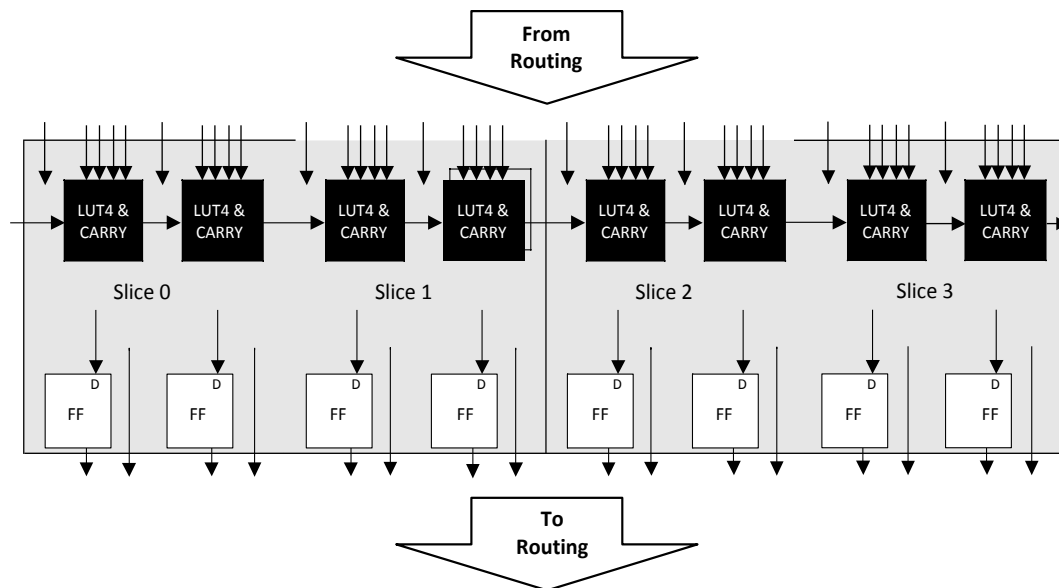 From
Routing
LUT4 & LUT4 & LUT4 & LUT4 & LUT4 & LUT4 & LUT4 & LUT4 &
CARRY CARRY CARRY CARRY CARRY CARRY CARRY CARRY
Slice 0 Slice 1 Slice 2 Slice 3
D D D D D D D D
FF FF FF FF FF FF FF FF
To
Routing